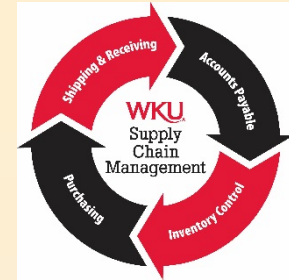 Shipping & Receiving
Accounts Payable
WKU
Supply
Chain
Management
Purchasing
Inventory Control